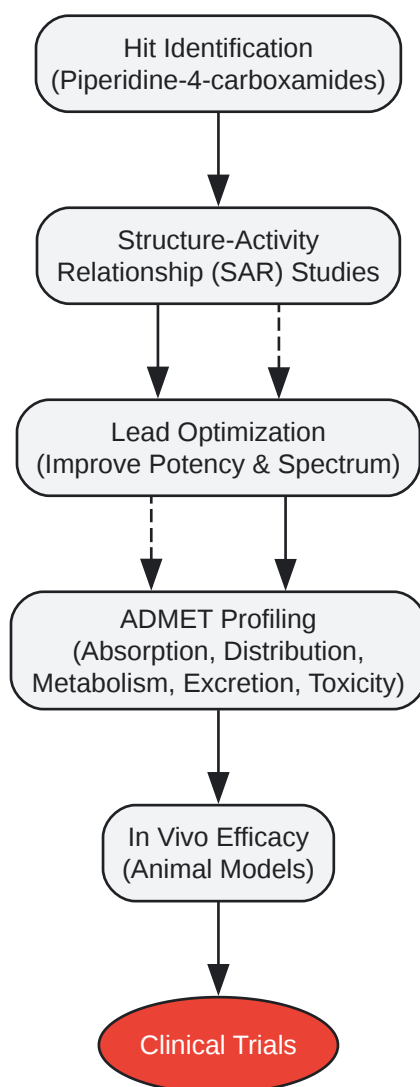 Hit Identification
(Piperidine-4-carboxamides)
Structure-Activity
Relationship (SAR) Studies
Lead Optimization
(Improve Potency & Spectrum)
ADMET Profiling
(Absorption, Distribution,
Metabolism, Excretion, Toxicity)
In Vivo Efficacy
(Animal Models)
Clinical Trials